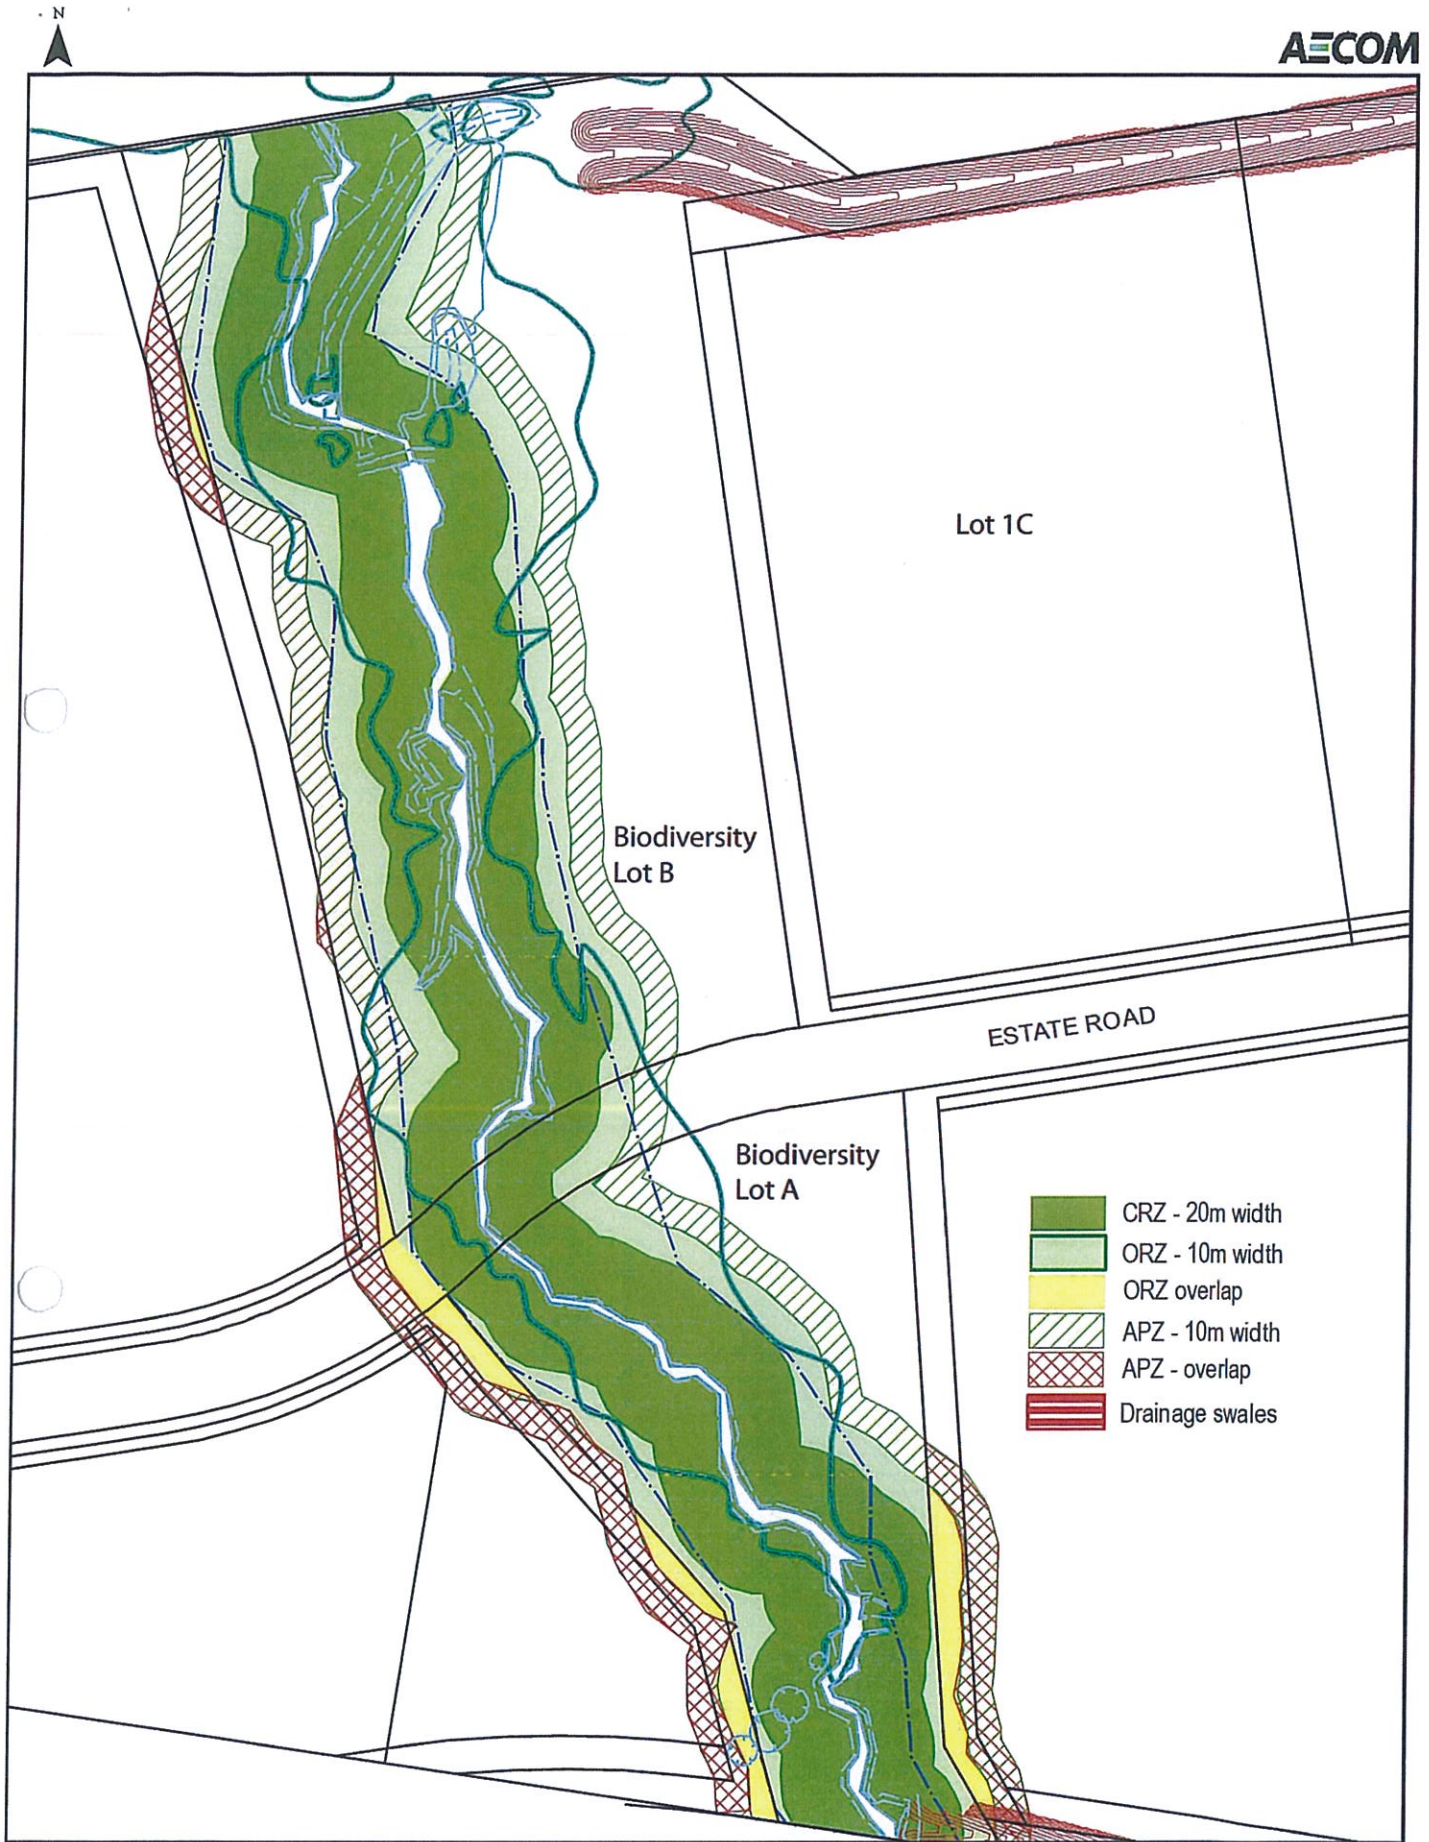 N
AECOM
Lot 1C
Biodiversity
Lot B
ESTATE ROAD
Biodiversity
Lot A
CRZ - 20m width
ORZ - 10m width
ORZ overlap
APZ - 10m width
APZ - overlap
Drainage swales